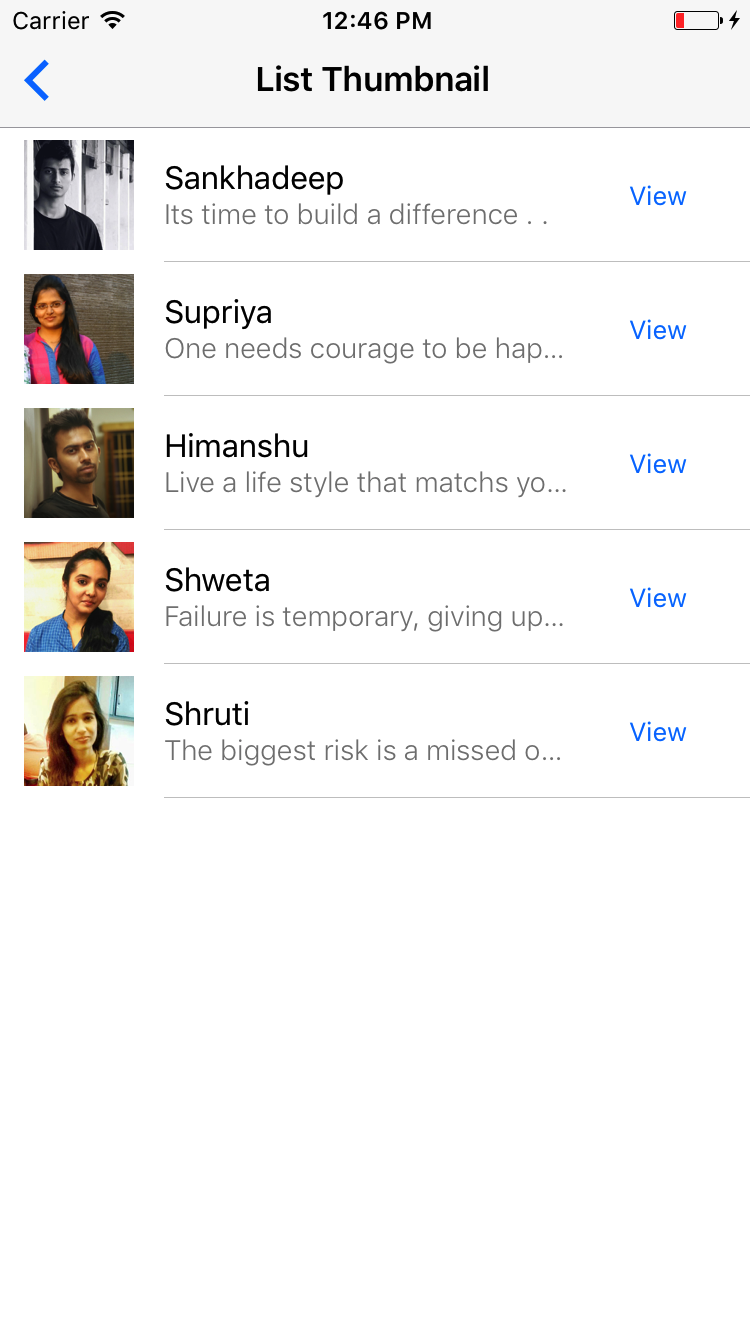 Carrier 12:46 PM
List Thumbnail
Sankhadeep
Its time to build a difference . .
View
Supriya
One needs courage to be hap...
View
Himanshu
Live a life style that matchs yo...
View
Shweta
Failure is temporary, giving up...
View
Shruti
The biggest risk is a missed o...
View